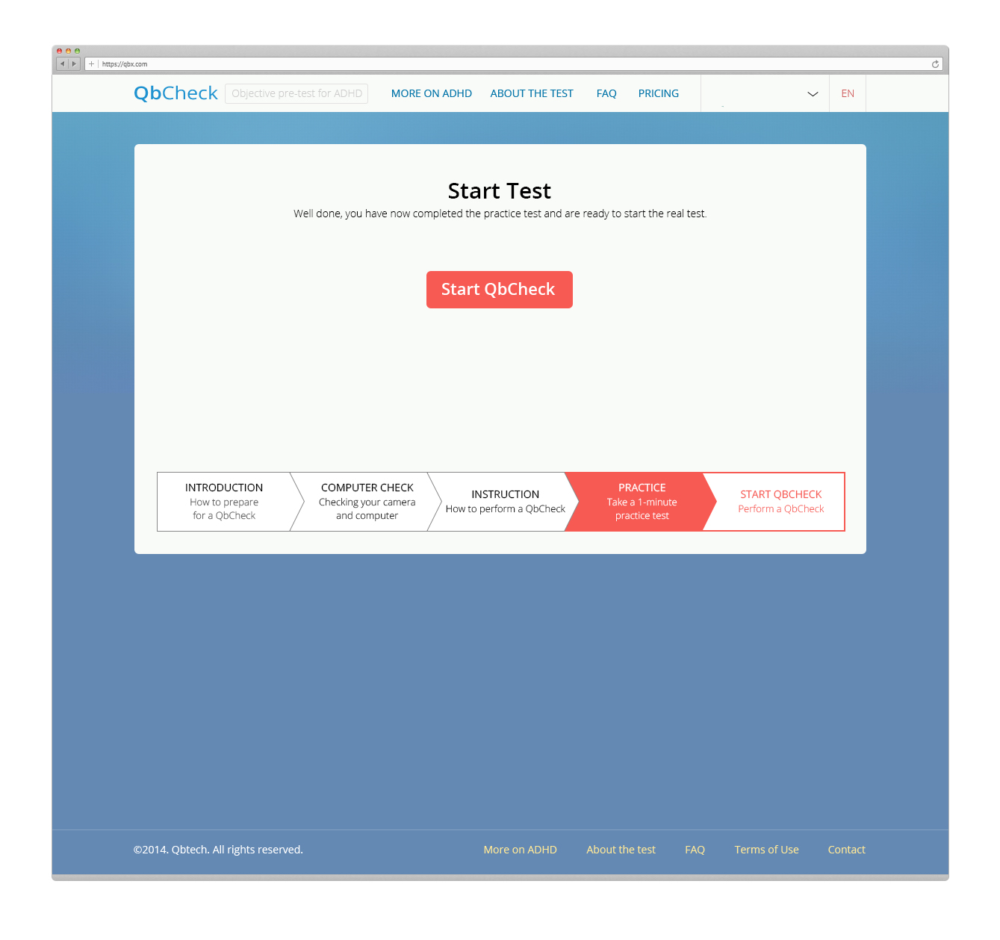 https://qbx.com
QbCheck Objective pre-test for ADHD MORE ON ADHD ABOUT THE TEST FAQ PRICING EN
Start Test
Well done, you have now completed the practice test and are ready to start the real test.
Start QbCheck
INTRODUCTION
How to prepare
for a QbCheck
COMPUTER CHECK
Checking your camera
and computer
INSTRUCTION
How to perform a QbCheck
PRACTICE
Take a 1-minute
practice test
START QBCHECK
Perform a QbCheck
©2014. Qbtech. All rights reserved. More on ADHD About the test FAQ Terms of Use Contact